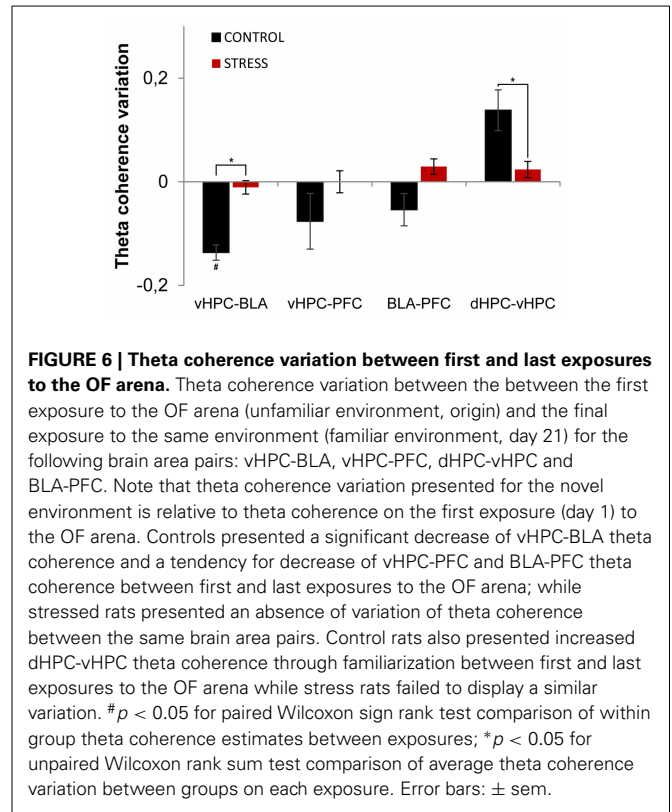 CONTROL
STRESS
Theta coherence variation
0,2
0
-0,2
*
*
#
vHPC-BLA vHPC-PFC BLA-PFC dHPC-vHPC
FIGURE 6 | Theta coherence variation between first and last exposures
to the OF arena. Theta coherence variation between the between the first
exposure to the OF arena (unfamiliar environment, origin) and the final
exposure to the same environment (familiar environment, day 21) for the
following brain area pairs: vHPC-BLA, vHPC-PFC, dHPC-vHPC and
BLA-PFC. Note that theta coherence variation presented for the novel
environment is relative to theta coherence on the first exposure (day 1) to
the OF arena. Controls presented a significant decrease of vHPC-BLA theta
coherence and a tendency for decrease of vHPC-PFC and BLA-PFC theta
coherence between first and last exposures to the OF arena; while
stressed rats presented an absence of variation of theta coherence
between the same brain area pairs. Control rats also presented increased
dHPC-vHPC theta coherence through familiarization between first and last
exposures to the OF arena while stress rats failed to display a similar
variation. #p < 0.05 for paired Wilcoxon sign rank test comparison of within
group theta coherence estimates between exposures; *p < 0.05 for
unpaired Wilcoxon rank sum test comparison of average theta coherence
variation between groups on each exposure. Error bars: ± sem.